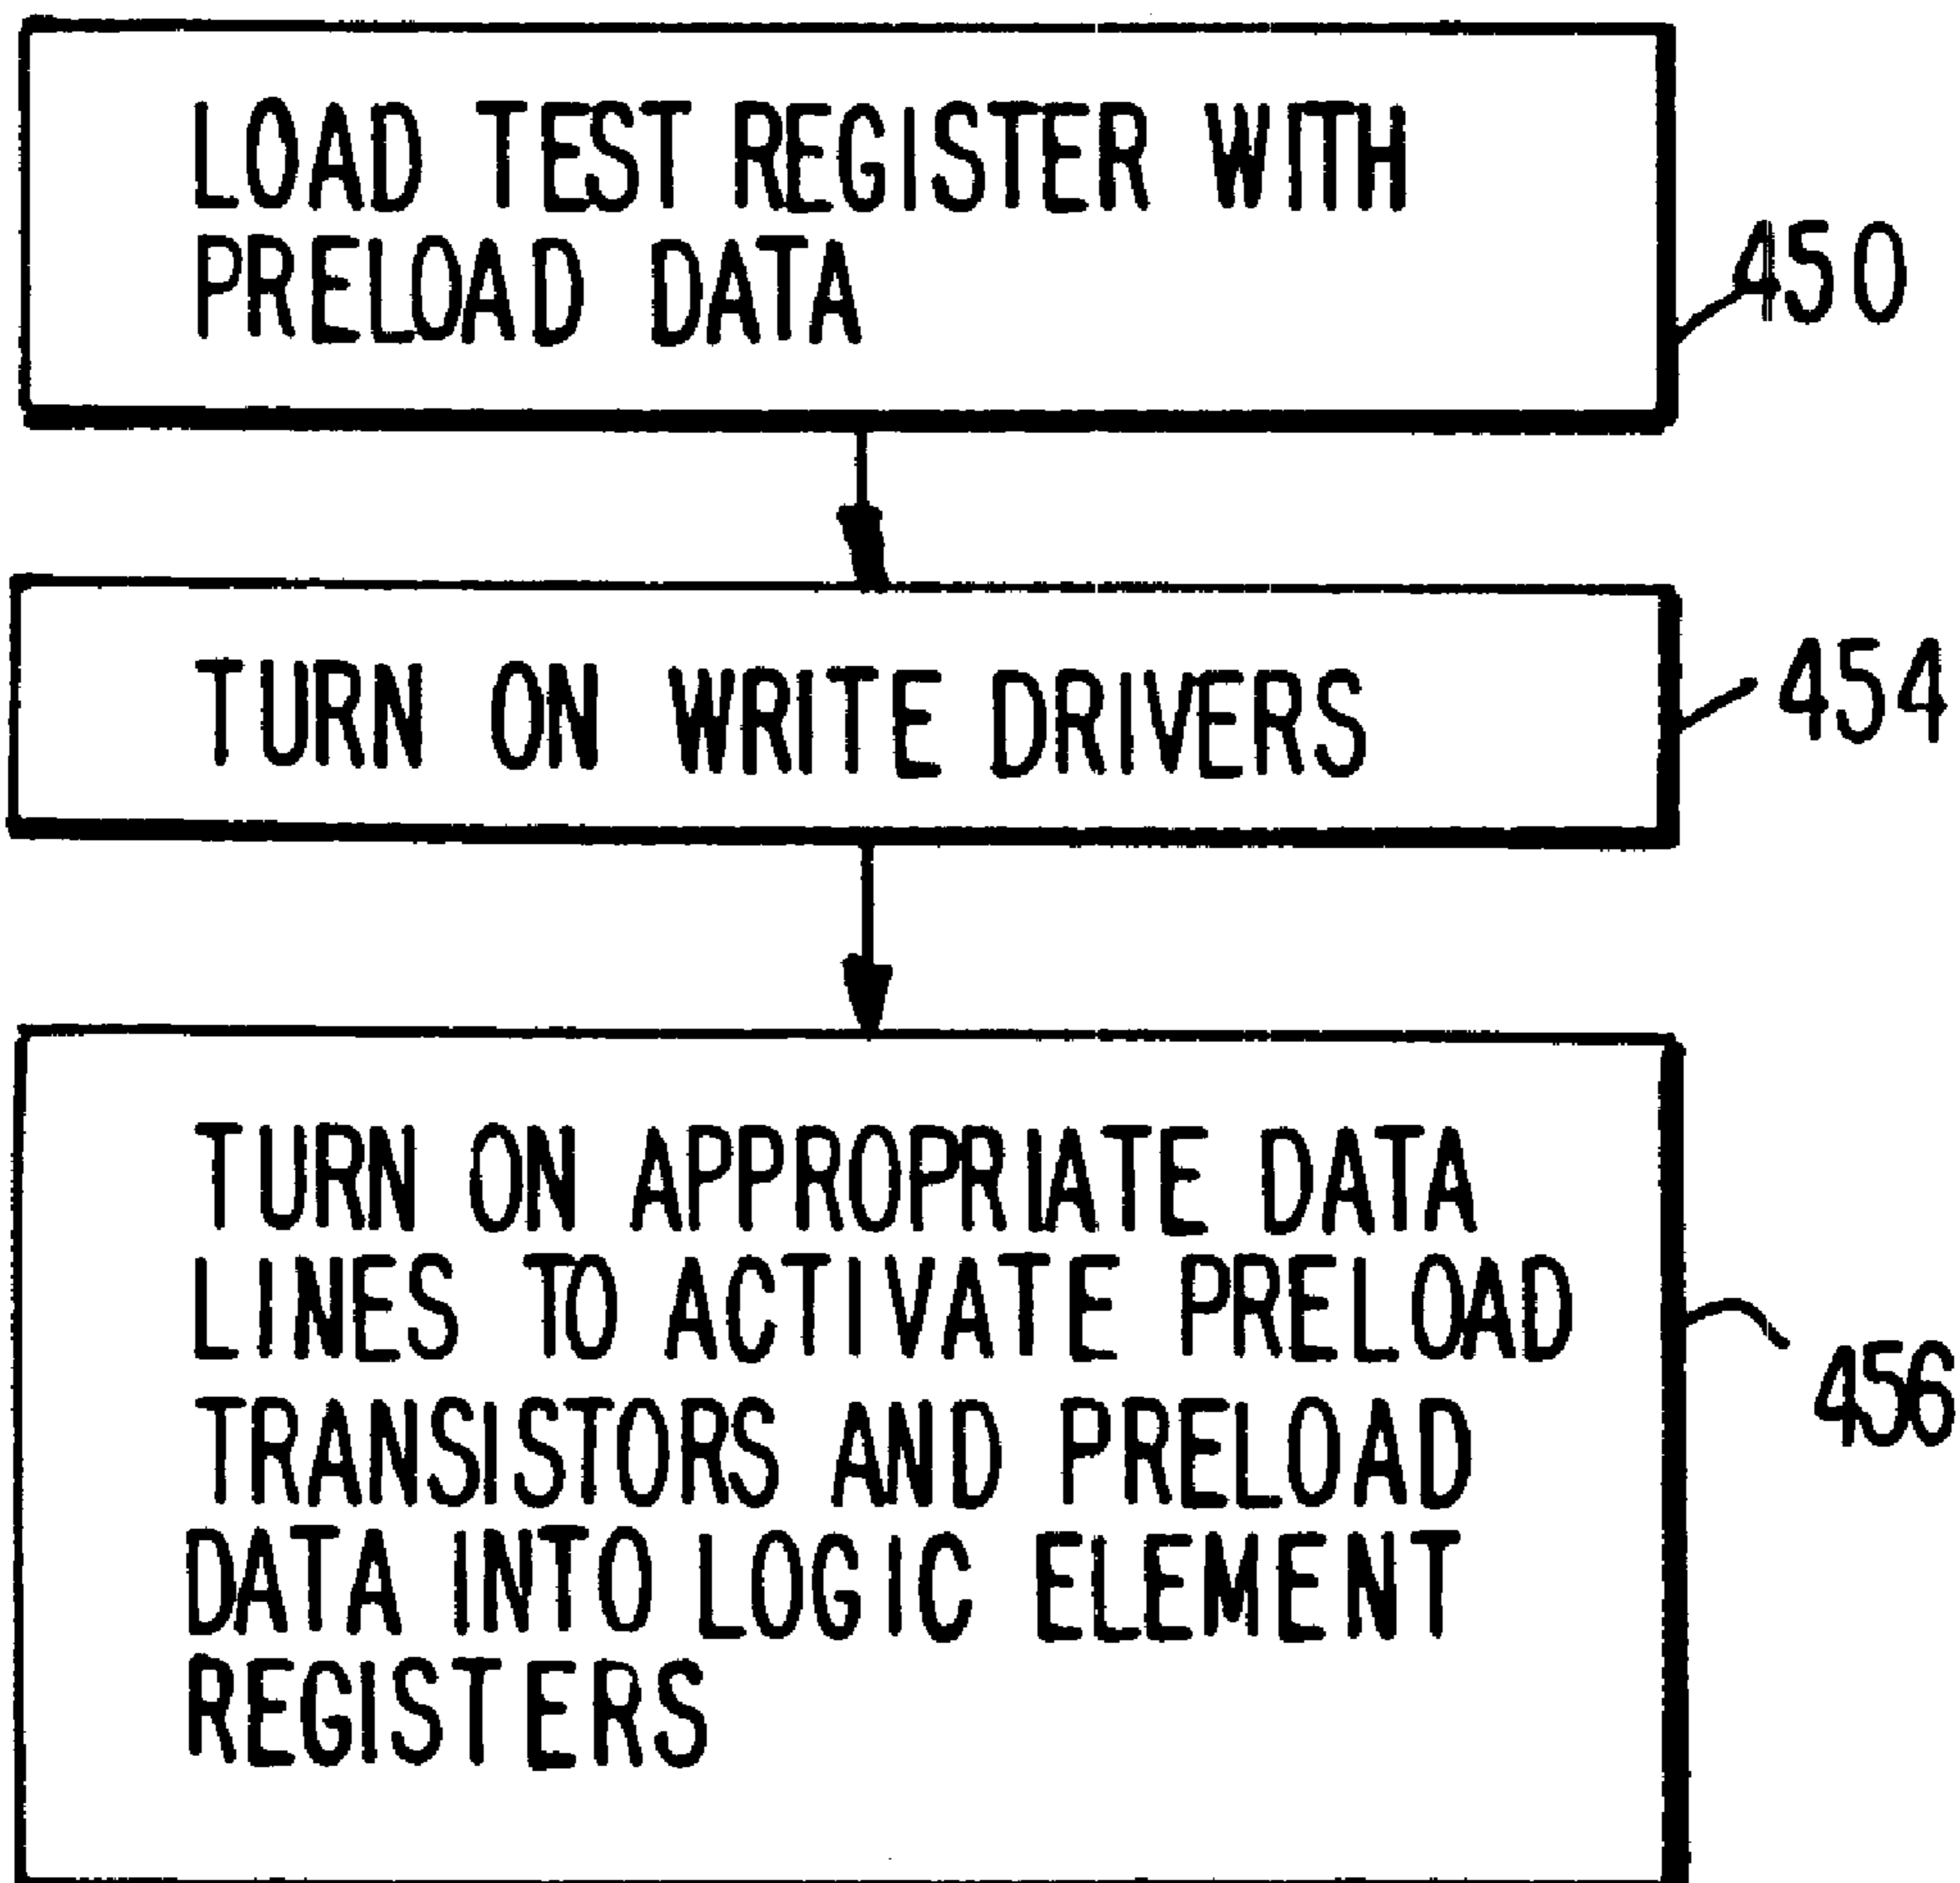 LOAD TEST REGISTER WITH
PRELOAD DATA
450
TURN ON WRITE DRIVERS
454
TURN ON APPROPRIATE DATA
LINES TO ACTIVATE PRELOAD
TRANSISTORS AND PRELOAD
DATA INTO LOGIC ELEMENT
REGISTERS
456